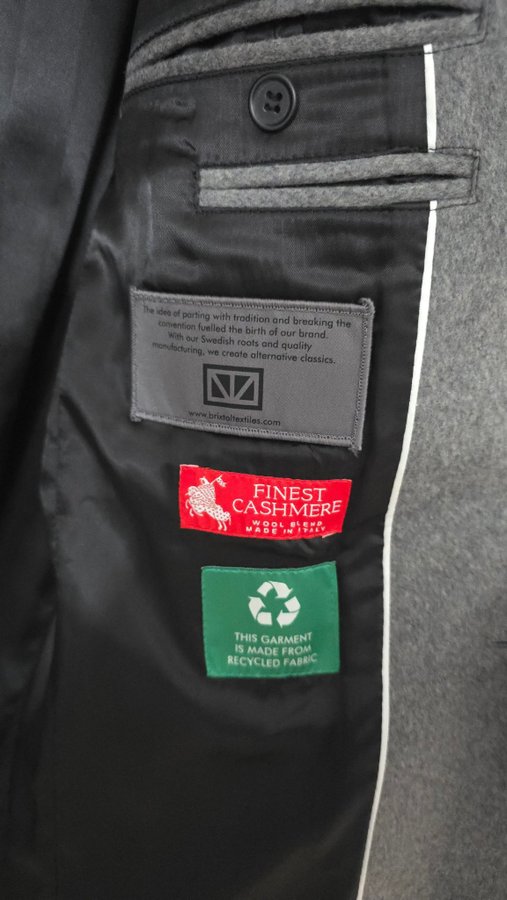 The idea of parting with tradition and breaking the
convention fuelled the birth of our brand.
With our Swedish roots and quality
manufacturing, we create alternative classics.
www.brixtoltextiles.com
FINEST
CASHMERE
WOOL BLEND
MADE IN ITALY
THIS GARMENT
IS MADE FROM
RECYCLED FABRIC